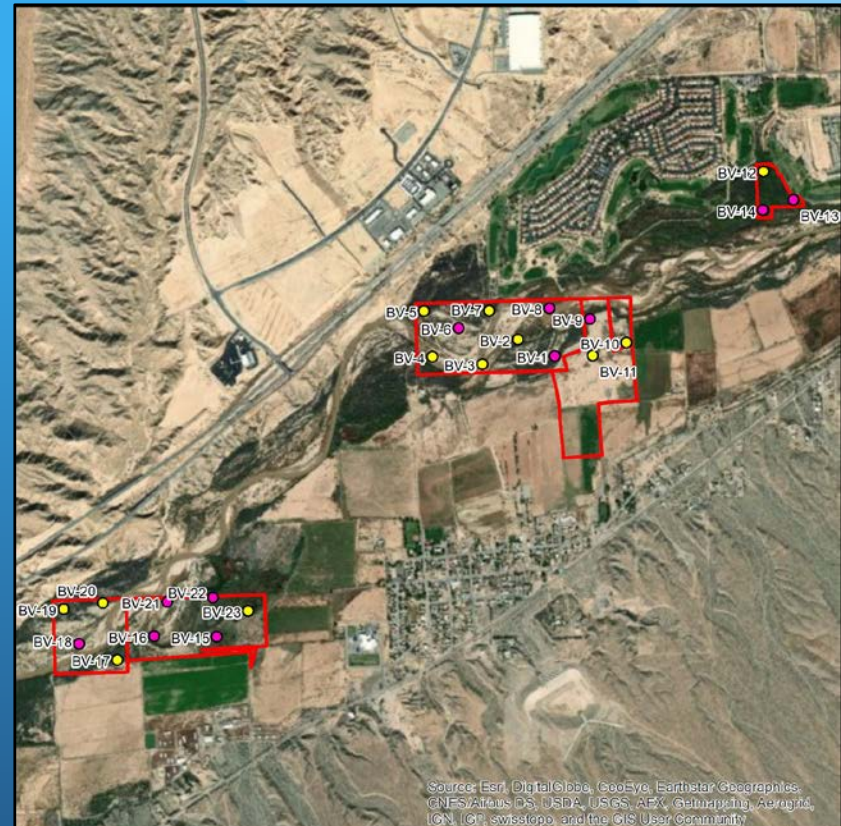 BV-12
BV-14
BV-13
BV-5
BV-7
BV-8
BV-9
BV-6
BV-2
BV-10
BV-4
BV-3
BV-1
BV-11
BV-20
BV-22
BV-21
BV-19
BV-23
BV-18
BV-16
BV-15
BV-17
Source: Esri, DigitalGlobe, GeoEye, Earthstar Geographics,
CNES/Airbus DS, USDA, USGS, AEX, Getmapping, Aerogrid,
IGN, IGP, swisstopo, and the GIS User Community